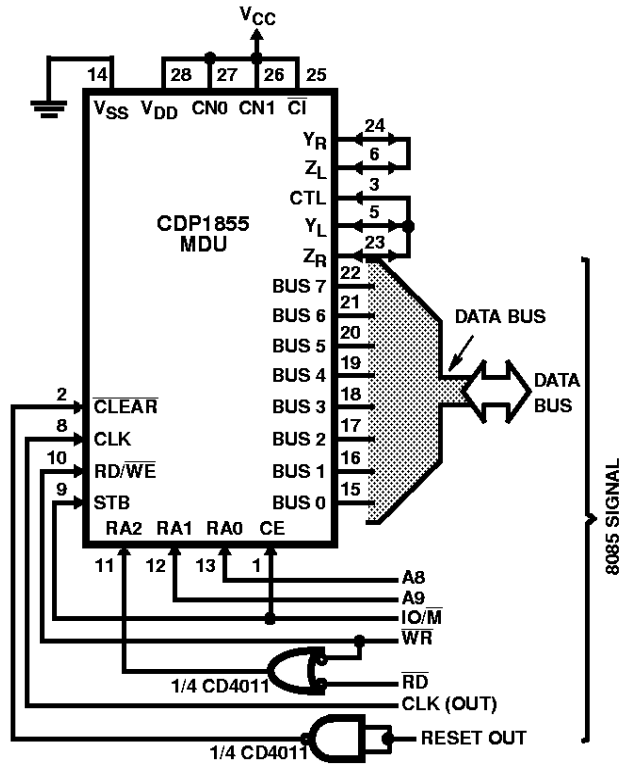 VCC
14 28 27 26 25
VSS VDD CN0 CN1 CI
YR 24
ZL 6
CTL 3
YL 5
ZR 23
CDP1855
MDU
BUS 7 22
BUS 6 21
BUS 5 20
BUS 4 19
BUS 3 18
BUS 2 17
BUS 1 16
BUS 0 15
DATA BUS
DATA
BUS
2 CLEAR
8 CLK
10 RD/WE
9 STB
RA2 RA1 RA0 CE
11 12 13 1
A8
A9
IO/M
WR
RD
1/4 CD4011
CLK (OUT)
RESET OUT
1/4 CD4011
8085 SIGNAL